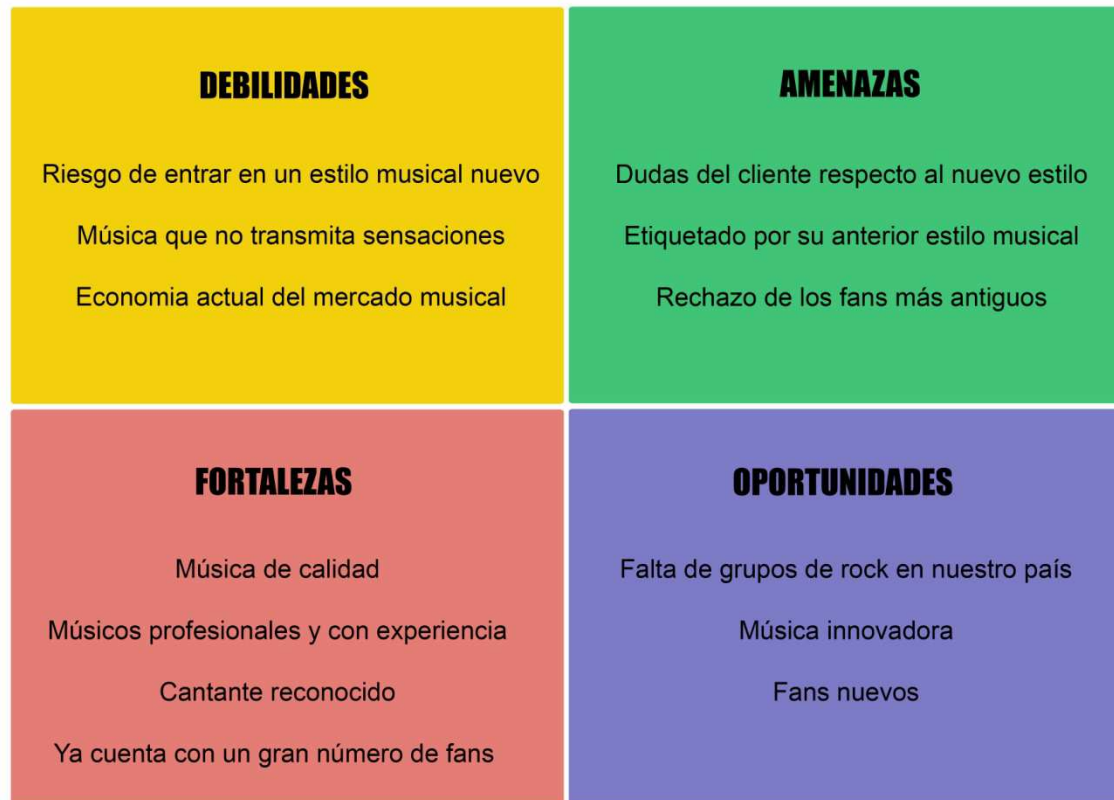 DEBILIDADES
Riesgo de entrar en un estilo musical nuevo
Música que no transmita sensaciones
Economia actual del mercado musical
AMENAZAS
Dudas del cliente respecto al nuevo estilo
Etiquetado por su anterior estilo musical
Rechazo de los fans más antiguos
FORTALEZAS
Música de calidad
Músicos profesionales y con experiencia
Cantante reconocido
Ya cuenta con un gran número de fans
OPORTUNIDADES
Falta de grupos de rock en nuestro país
Música innovadora
Fans nuevos